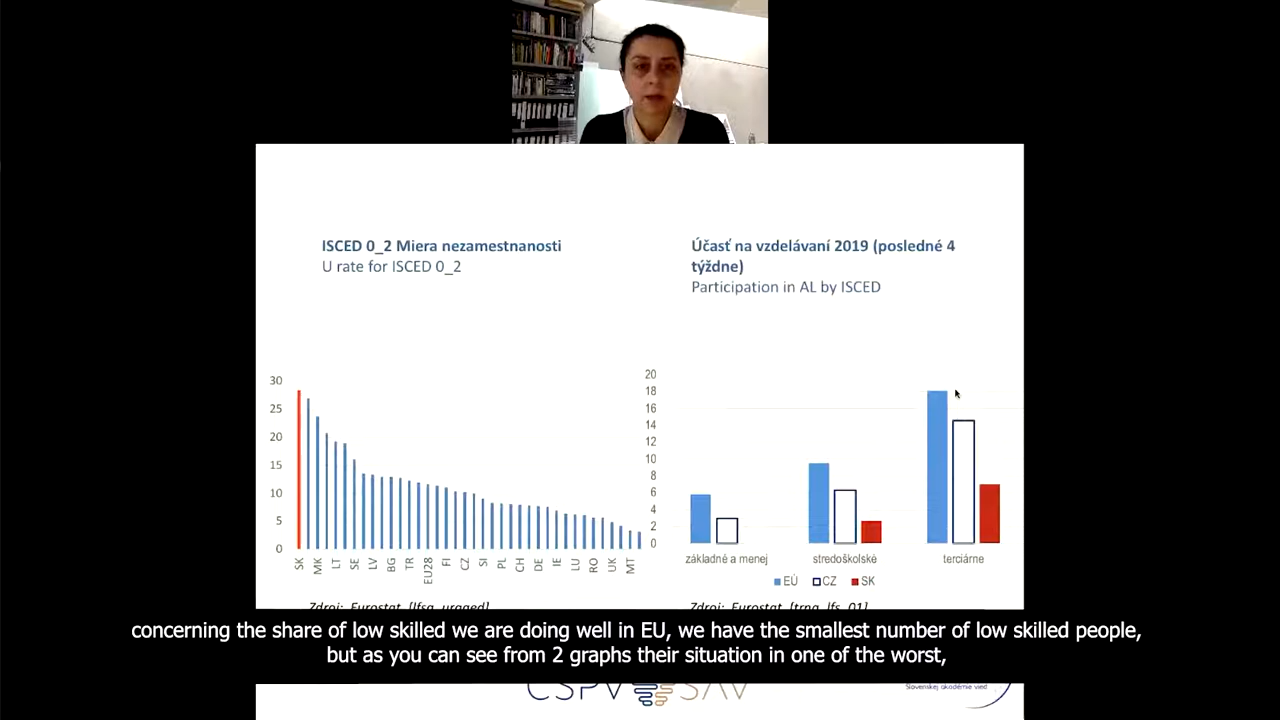 ISCED 0_2 Miera nezamestnanosti
U rate for ISCED 0_2
30
25
20
15
10
5
0
SK MK LT SE LV BG TR EU28 FI CZ SI PL CH DE IE LU RO UK MT
Účasť na vzdelávaní 2019 (posledné 4
týždne)
Participation in AL by ISCED
20
18
16
14
12
10
8
6
4
2
0
základné a menej stredoškolské terciárne
EÚ CZ SK
Zdroj: Eurostat [lfsa_urgaed]
Zdroj: Eurostat [trng_lfs_01]
concerning the share of low skilled we are doing well in EU, we have the smallest number of low skilled people,
but as you can see from 2 graphs their situation in one of the worst,
CSPV SAV
Slovenskej akadémie vied